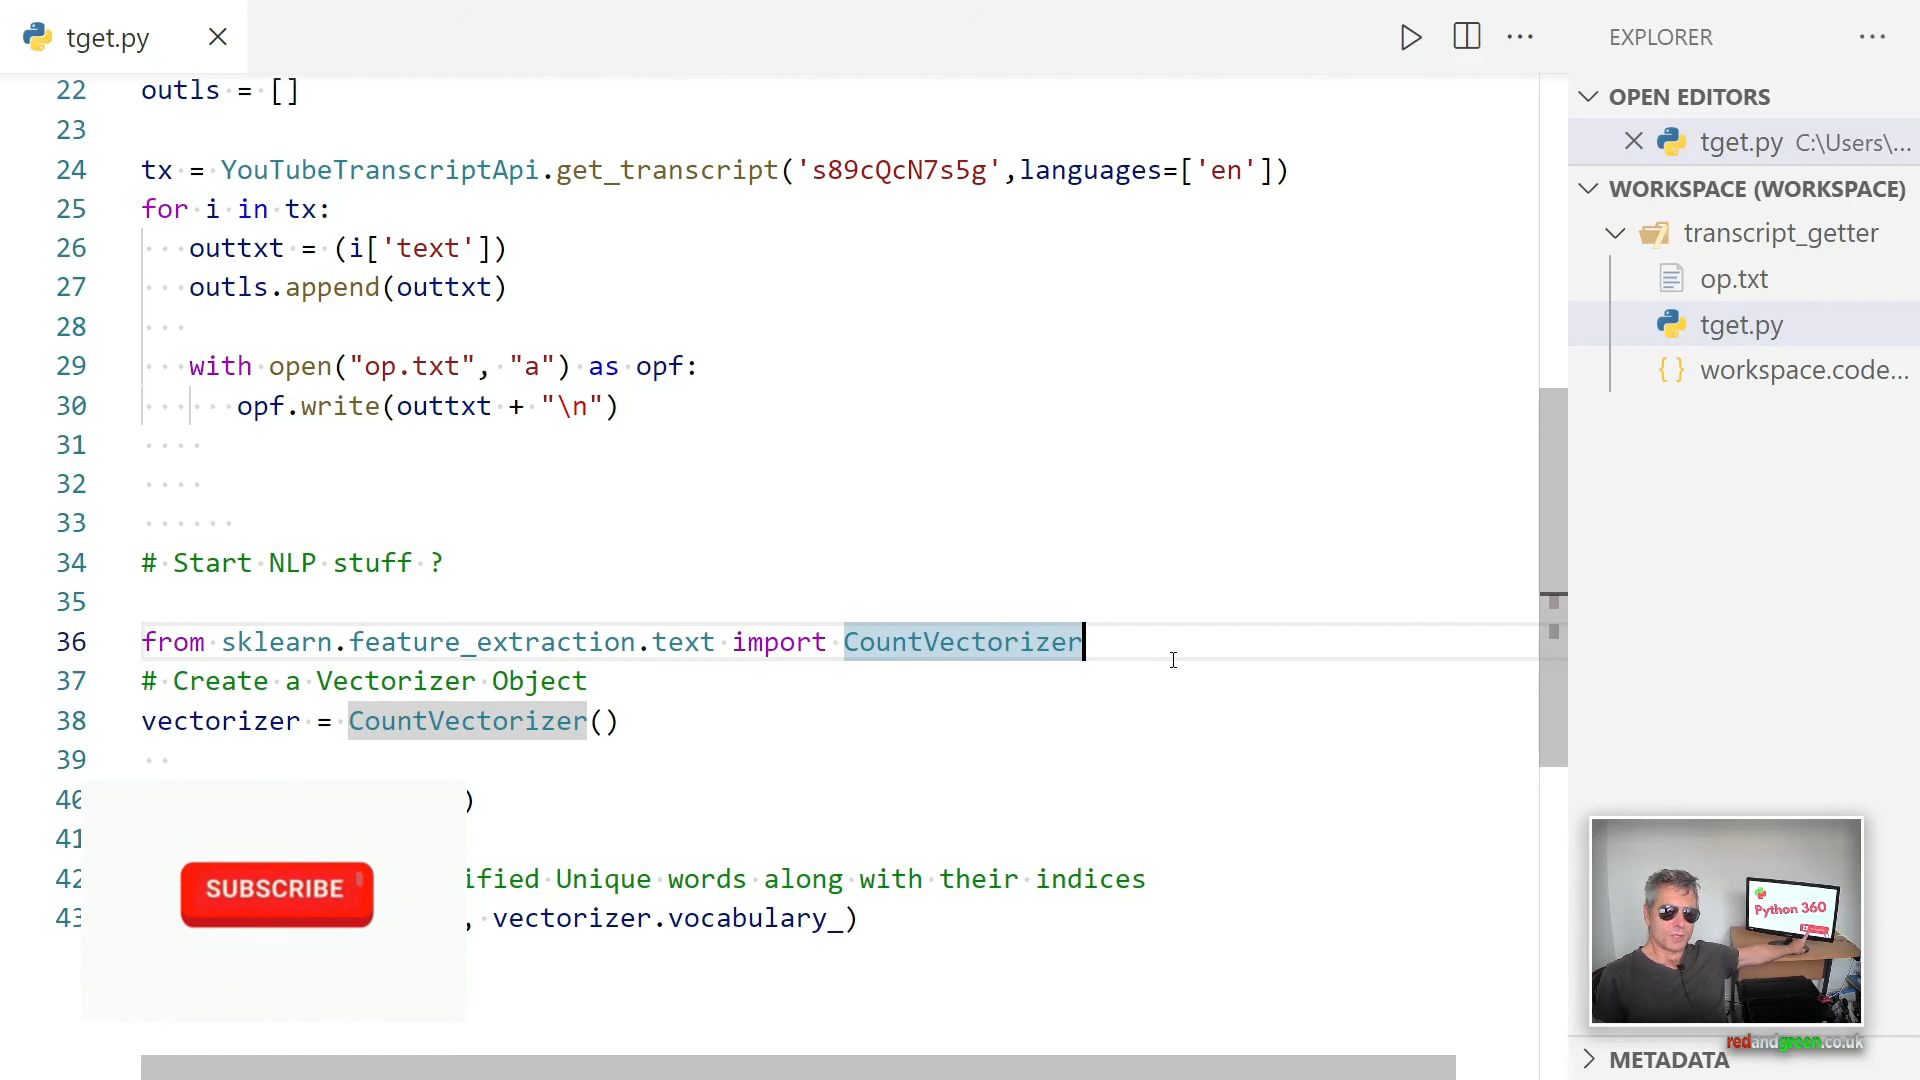 tget.py
EXPLORER
22 outls = []
23
24 tx = YouTubeTranscriptApi.get_transcript('s89cQcN7s5g',languages=['en'])
25 for i in tx:
26 outtxt = (i['text'])
27 outls.append(outtxt)
28
29 with open("op.txt", "a") as opf:
30 opf.write(outtxt + "\n")
31
32
33
34 # Start NLP stuff ?
35
36 from sklearn.feature_extraction.text import CountVectorizer
37 # Create a Vectorizer Object
38 vectorizer = CountVectorizer()
39
40 )
41
42 ified Unique words along with their indices
43 , vectorizer.vocabulary_)
SUBSCRIBE
OPEN EDITORS
tget.py C:\Users\...
WORKSPACE (WORKSPACE)
transcript_getter
op.txt
tget.py
workspace.code...
Python 360
redandgreen.co.uk
METADATA